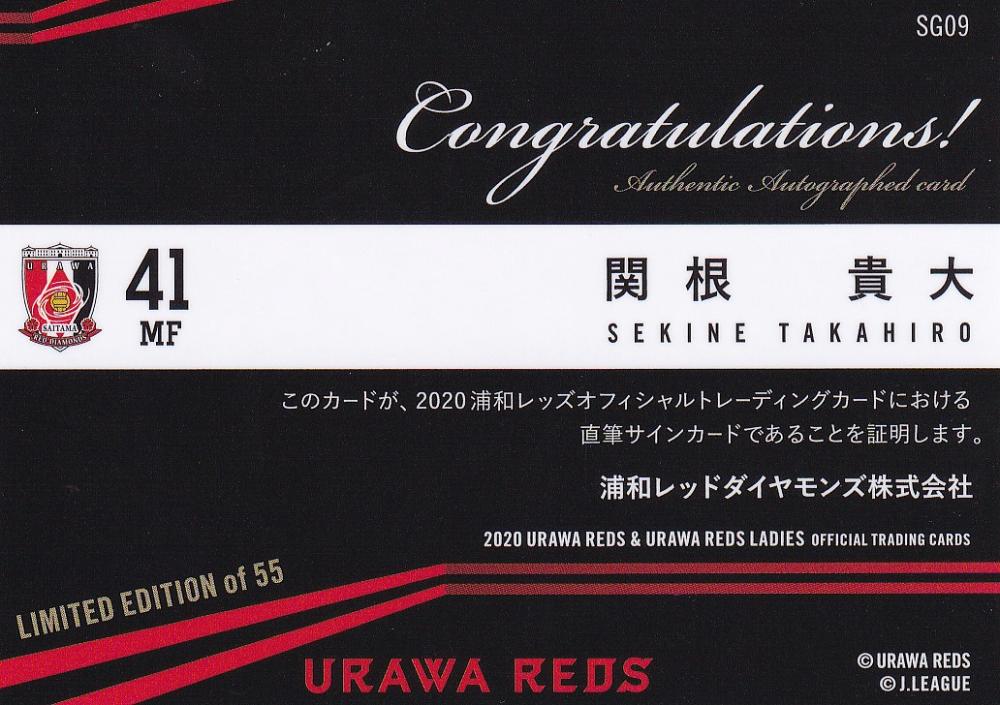 SG09
Congratulations!
Authentic Autographed card
URAWA
SAITAMA
RED DIAMONDS
41
MF
関根 貴大
SEKINE TAKAHIRO
このカードが、2020浦和レッズオフィシャルトレーディングカードにおける
直筆サインカードであることを証明します。
浦和レッドダイヤモンズ株式会社
2020 URAWA REDS & URAWA REDS LADIES OFFICIAL TRADING CARDS
LIMITED EDITION of 55
URAWA REDS
© URAWA REDS
© J.LEAGUE